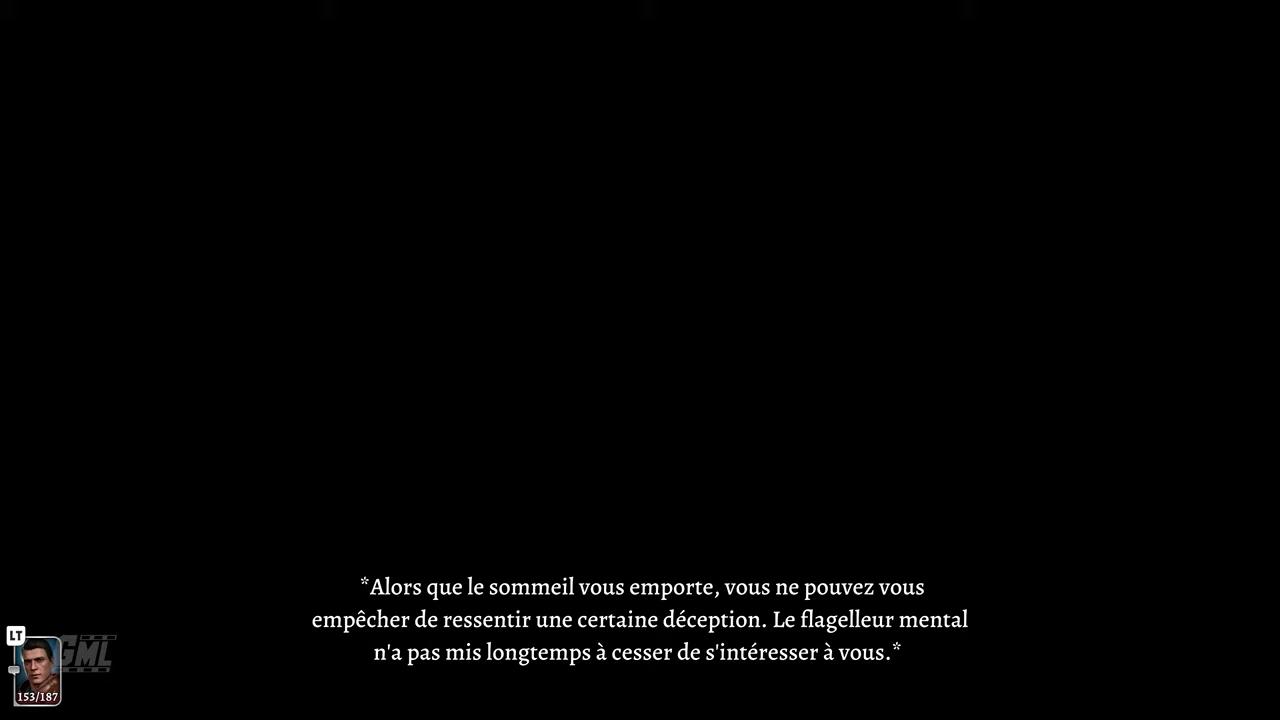 *Alors que le sommeil vous emporte, vous ne pouvez vous
empêcher de ressentir une certaine déception. Le flagelleur mental
n'a pas mis longtemps à cesser de s'intéresser à vous.*
LT
GML
153/187